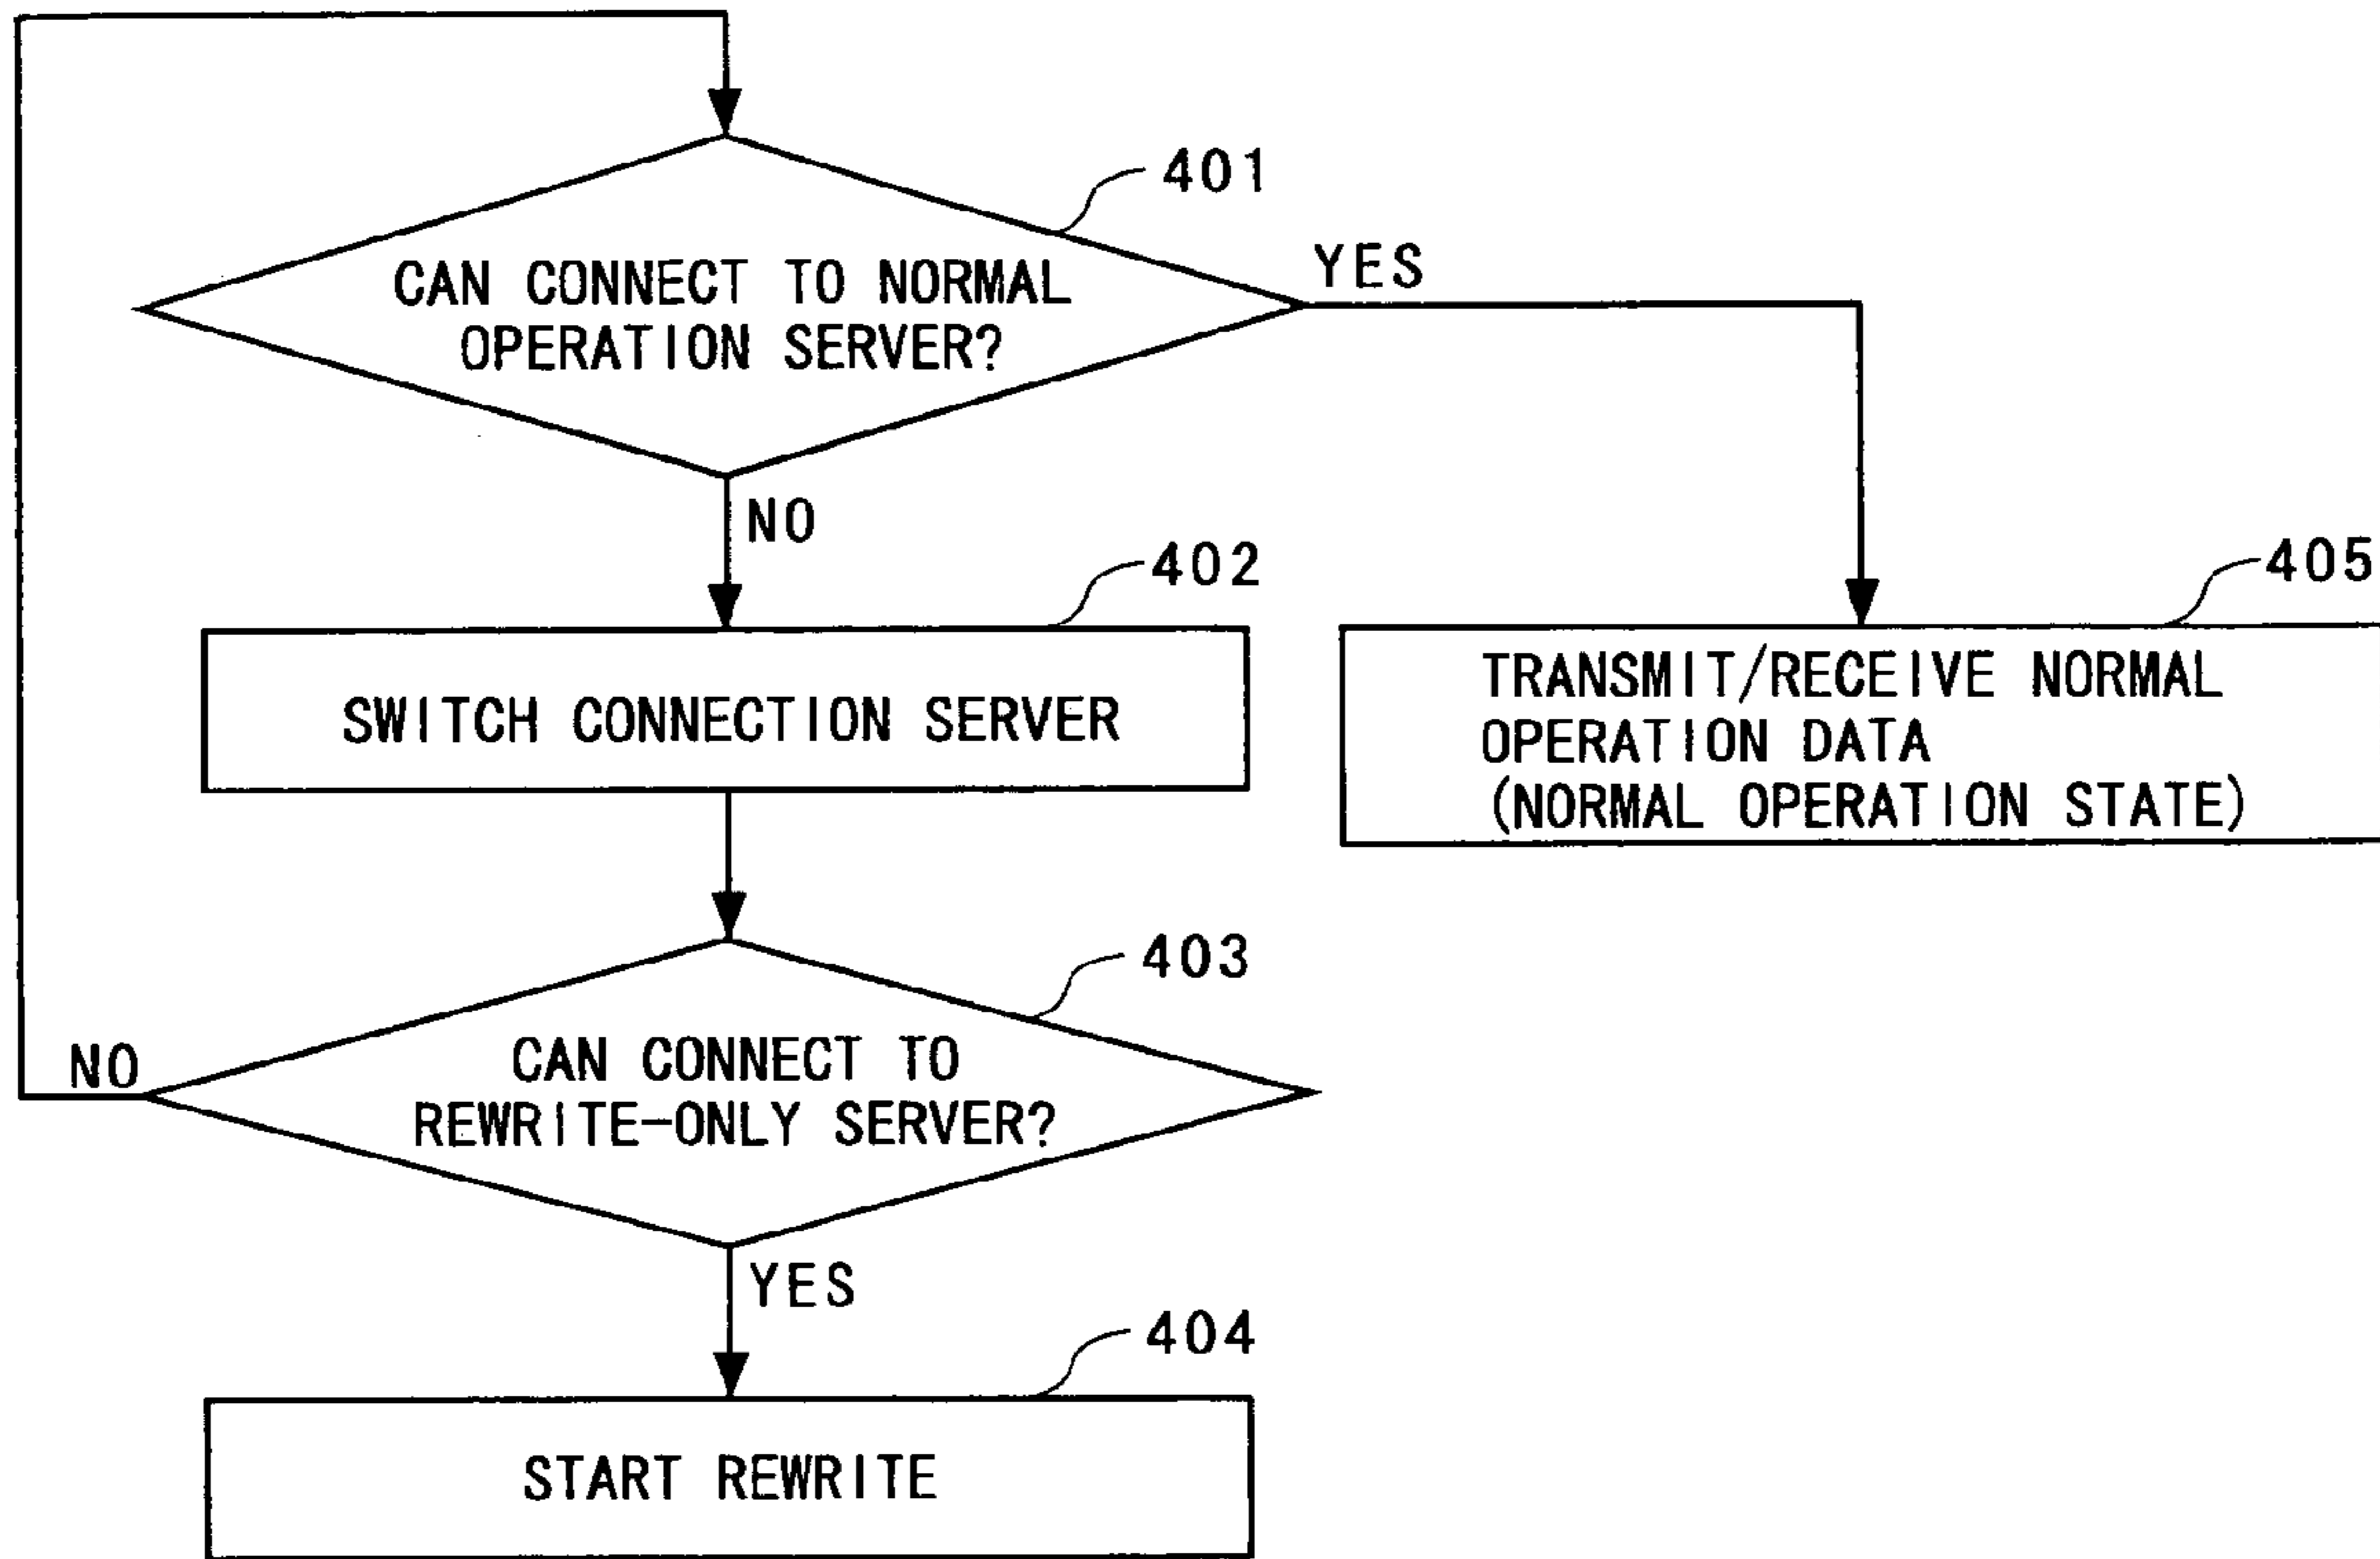 401
CAN CONNECT TO NORMAL
OPERATION SERVER?
YES
NO
402
SWITCH CONNECTION SERVER
405
TRANSMIT/RECEIVE NORMAL
OPERATION DATA
(NORMAL OPERATION STATE)
403
CAN CONNECT TO
REWRITE-ONLY SERVER?
NO
YES
404
START REWRITE